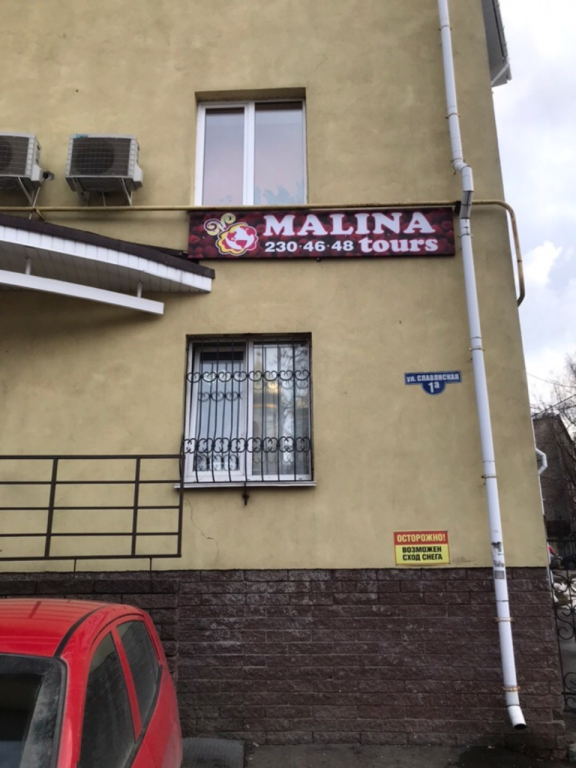 MALINA
230·46·48 tours
ул. СЛАВЯНСКАЯ
1а
ОСТОРОЖНО!
ВОЗМОЖЕН
СХОД СНЕГА